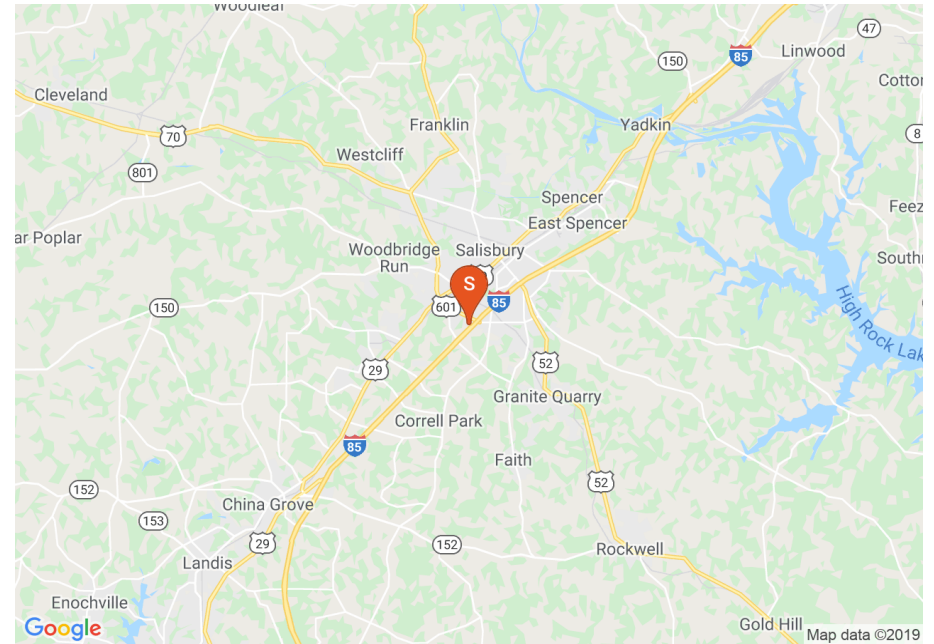 Woodleaf
47
Linwood
85
150
Cleveland
Cotto
Franklin
Yadkin
70
8
Westcliff
801
Spencer
Feez
East Spencer
ar Poplar
Woodbridge
Run
Salisbury
South
S
601
85
150
High Rock Lak
29
52
Granite Quarry
Correll Park
85
Faith
152
52
China Grove
153
29
152
Rockwell
Landis
Enochville
Gold Hill
Google
Map data ©2019